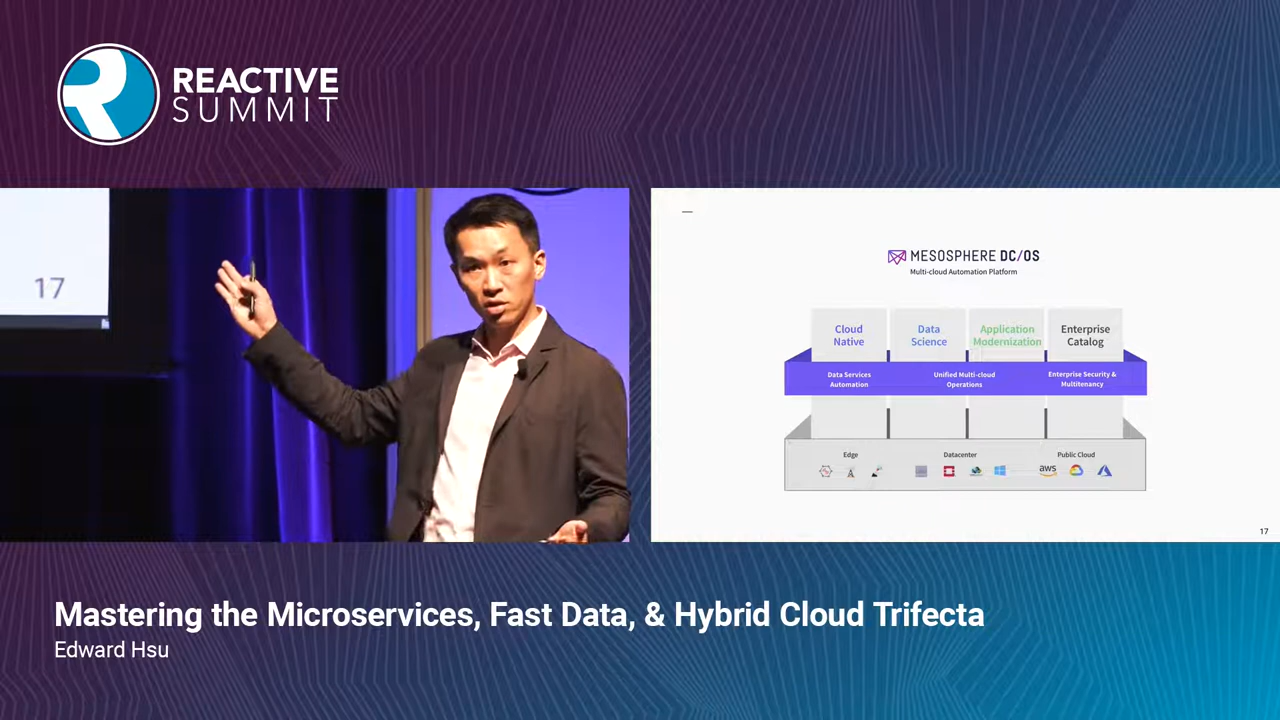 REACTIVE
SUMMIT
17
MESOSPHERE DC/OS
Multi-cloud Automation Platform
Cloud
Native
Data
Science
Application
Modernization
Enterprise
Catalog
Data Services
Automation
Unified Multi-cloud
Operations
Enterprise Security &
Multitenancy
Edge
Datacenter
Public Cloud
aws
17
Mastering the Microservices, Fast Data, & Hybrid Cloud Trifecta
Edward Hsu